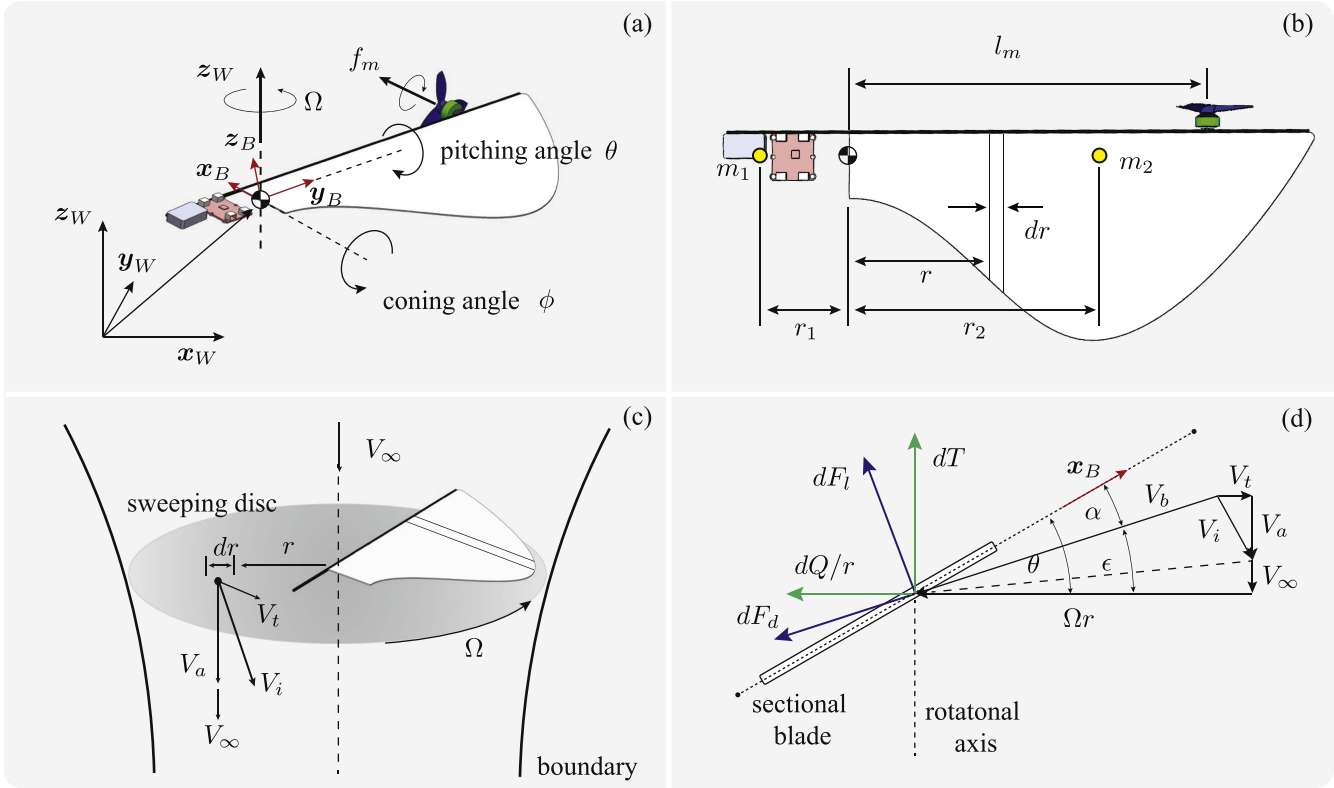 (a)
z_W
f_m
Ω
z_B
pitching angle θ
x_B
y_B
z_W
y_W
coning angle φ
x_W
(b)
l_m
m_1
m_2
dr
r
r_1
r_2
(c)
V_∞
sweeping disc
dr
r
V_t
Ω
V_a
V_i
V_∞
boundary
(d)
dT
x_B
dF_l
V_b
V_t
α
V_i
V_a
dQ/r
θ
ϵ
V_∞
dF_d
Ωr
sectional
blade
rotatonal
axis